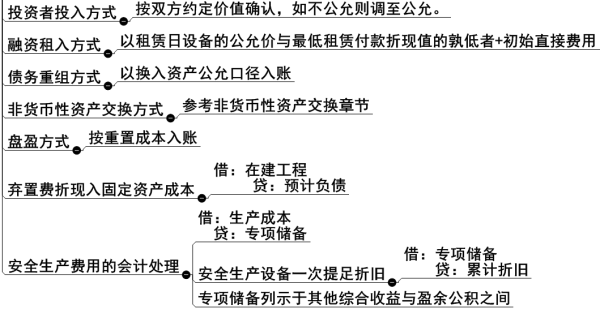 投资者投入方式
按双方约定价值确认，如不公允则调至公允。
融资租入方式
以租赁日设备的公允价与最低租赁付款折现值的孰低者+初始直接费用
债务重组方式
以换入资产公允口径入账
非货币性资产交换方式
参考非货币性资产交换章节
盘盈方式
按重置成本入账
弃置费折现入固定资产成本
借：在建工程
贷：预计负债
安全生产费用的会计处理
借：生产成本
贷：专项储备
安全生产设备一次提足折旧
借：专项储备
贷：累计折旧
专项储备列示于其他综合收益与盈余公积之间